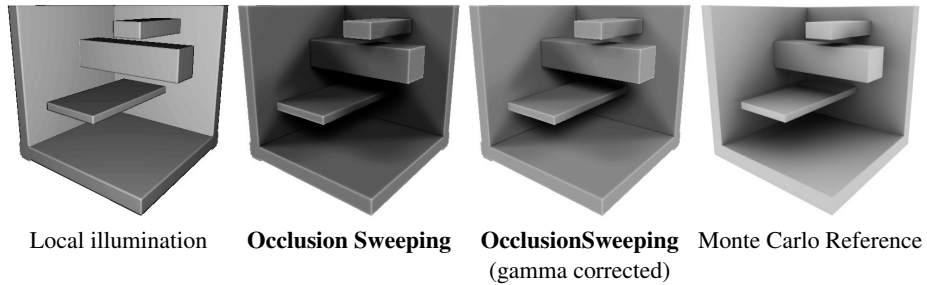 Local illumination
Occlusion Sweeping
OcclusionSweeping
(gamma corrected)
Monte Carlo Reference